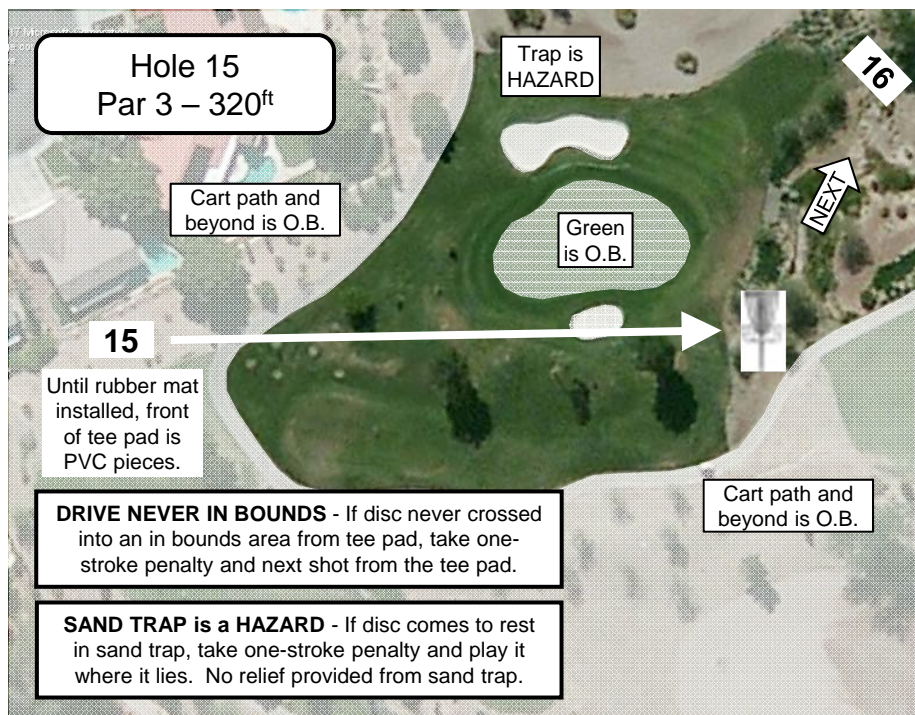 Hole 15
Par 3 – 320ft
Trap is
HAZARD
16
NEXT
Cart path and
beyond is O.B.
Green
is O.B.
15
Until rubber mat
installed, front
of tee pad is
PVC pieces.
Cart path and
beyond is O.B.
DRIVE NEVER IN BOUNDS - If disc never crossed
into an in bounds area from tee pad, take one-
stroke penalty and next shot from the tee pad.
SAND TRAP is a HAZARD - If disc comes to rest
in sand trap, take one-stroke penalty and play it
where it lies. No relief provided from sand trap.